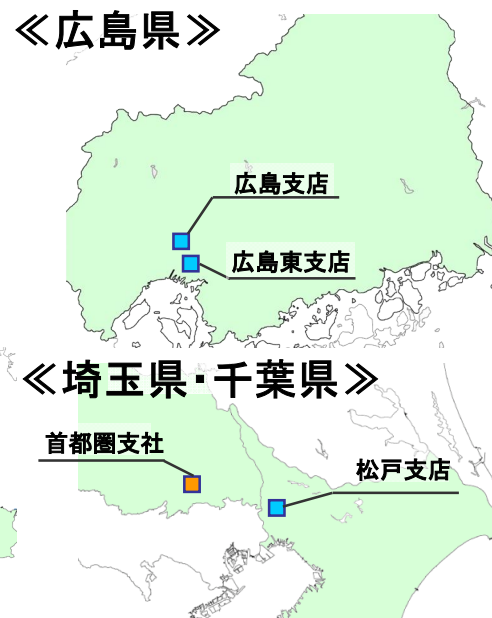 ≪広島県≫
広島支店
広島東支店
≪埼玉県・千葉県≫
首都圏支社
松戸支店